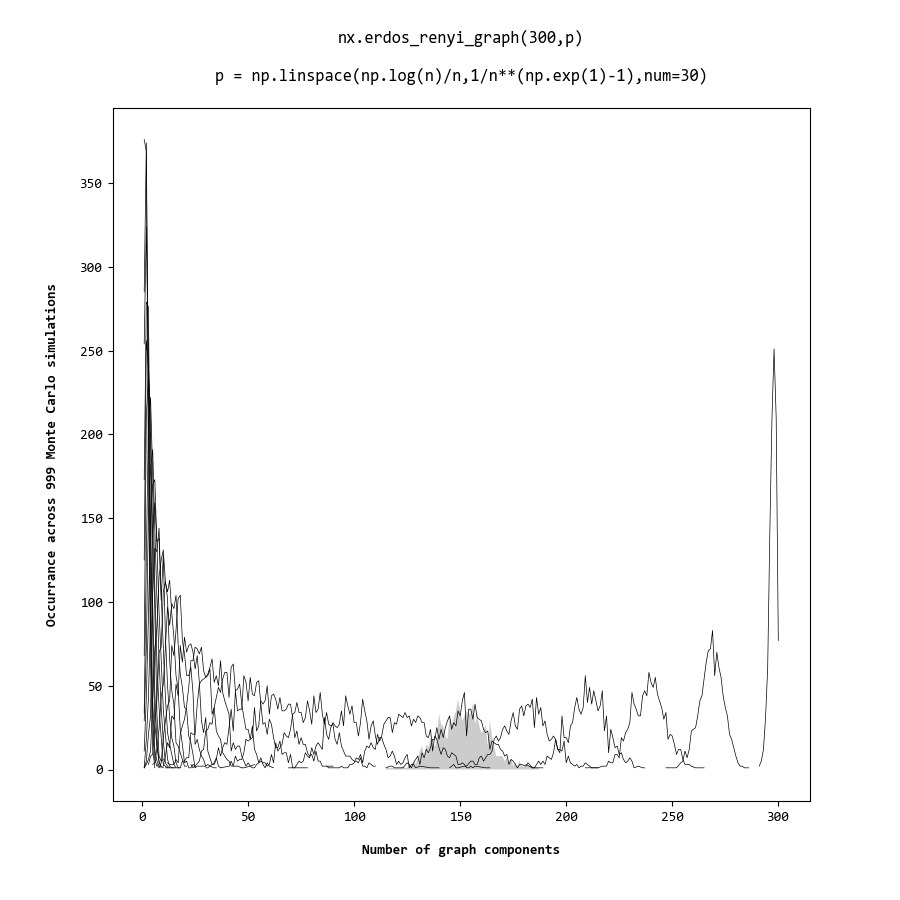 nx.erdos_renyi_graph(300,p)
p = np.linspace(np.log(n)/n,1/n**(np.exp(1)-1),num=30)
350
300
250
200
150
100
50
0
Occurrance across 999 Monte Carlo simulations
0 50 100 150 200 250 300
Number of graph components